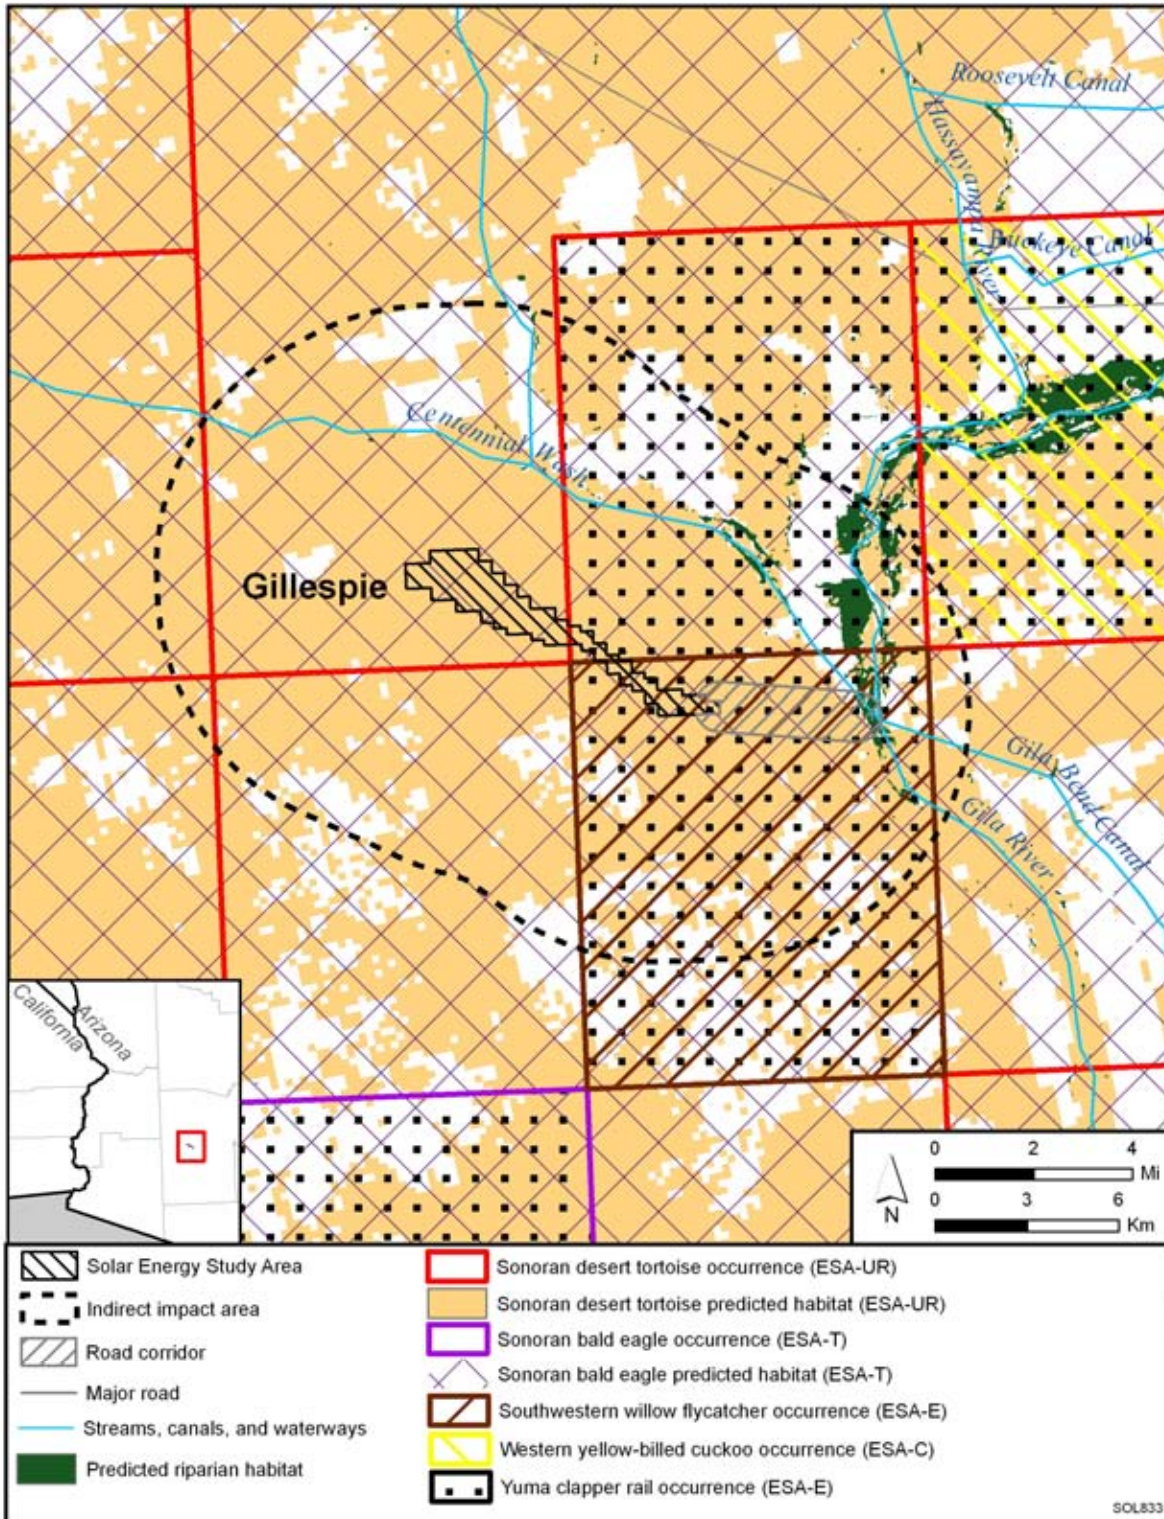 Roosevelt Canal
Hassayampa River
Buckeye Canal
Centennial Wash
Gillespie
Gila Bend Canal
Gila River
California
Arizona
0 2 4
Mi
0 3 6
Km
N
Solar Energy Study Area
Indirect impact area
Road corridor
Major road
Streams, canals, and waterways
Predicted riparian habitat
Sonoran desert tortoise occurrence (ESA-UR)
Sonoran desert tortoise predicted habitat (ESA-UR)
Sonoran bald eagle occurrence (ESA-T)
Sonoran bald eagle predicted habitat (ESA-T)
Southwestern willow flycatcher occurrence (ESA-E)
Western yellow-billed cuckoo occurrence (ESA-C)
Yuma clapper rail occurrence (ESA-E)
SOL833